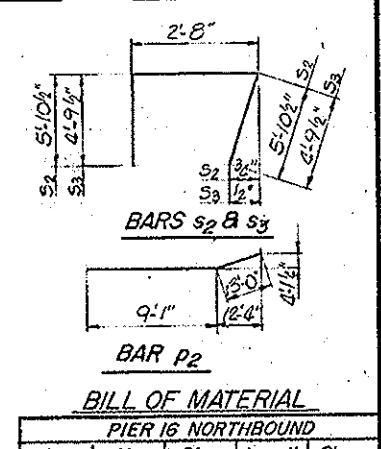 2'-8"
5'-10½"
4'-9½"
S2
S3
S2
S3
5'-10½"
4'-9½"
S2 ¾"
S3 ½"
BARS s2 & s3
3'-0"
4'-1½"
9'-1"
(2'-4"
BAR p2
BILL OF MATERIAL
PIER 16 NORTHBOUND